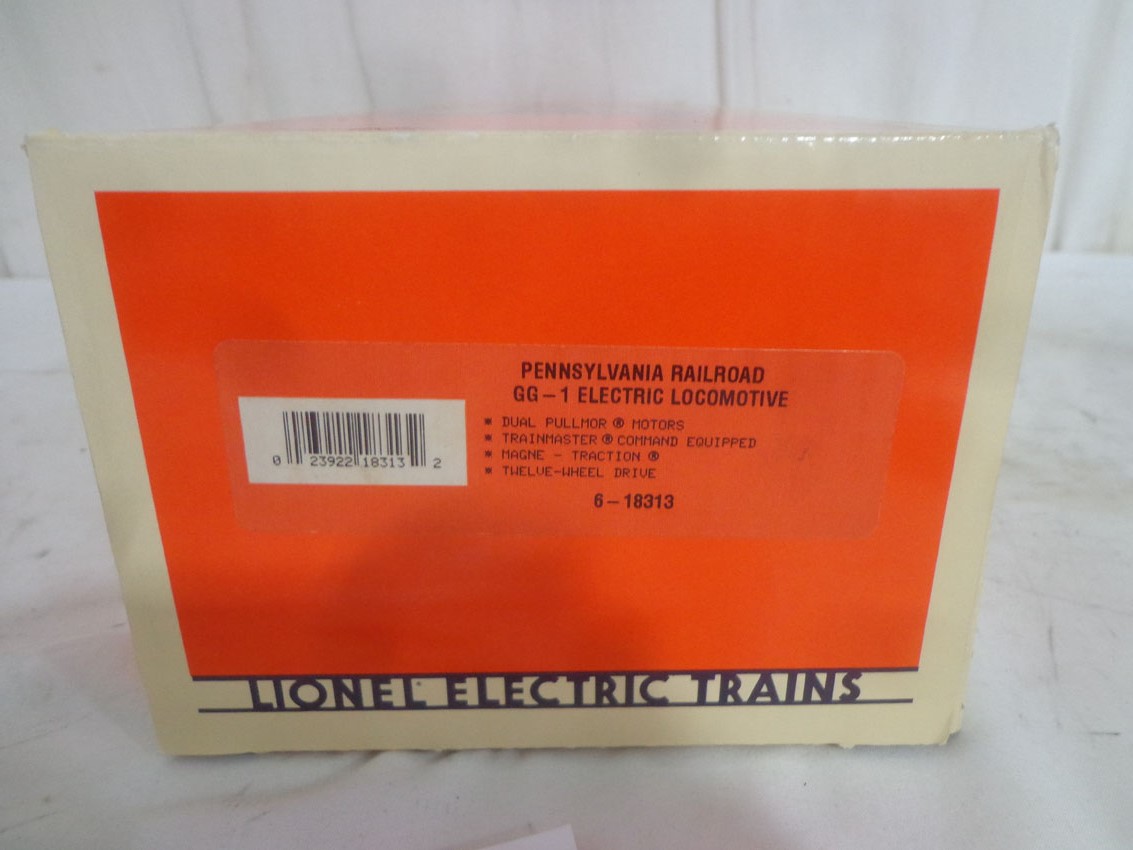 PENNSYLVANIA RAILROAD
GG-1 ELECTRIC LOCOMOTIVE
* DUAL PULLMOR ® MOTORS
* TRAINMASTER ® COMMAND EQUIPPED
* MAGNE - TRACTION ®
* TWELVE-WHEEL DRIVE
6-18313
0 23922 18313 2
LIONEL® ELECTRIC TRAINS